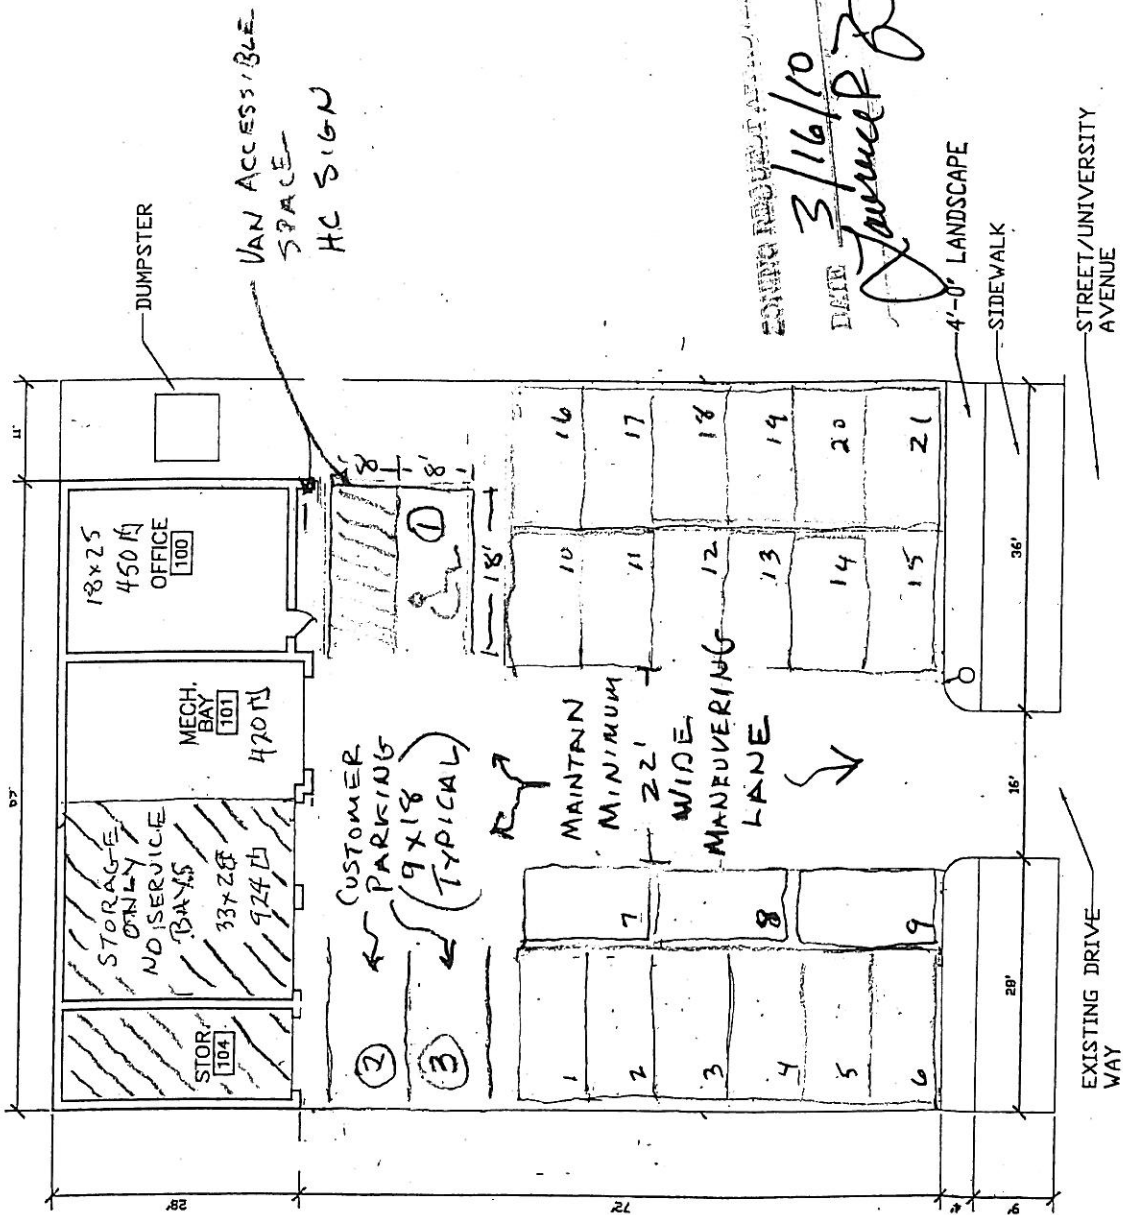 11'
69'
28'
72'
4'
9'
DUMPSTER
VAN ACCESSIBLE
SPACE
HC SIGN
18x25
450
OFFICE
100
MECH.
BAY
101
420
STORAGE
ONLY
NO SERVICE
BAYS
33x28
924
STOR.
104
8'
8'
1
18'
CUSTOMER
PARKING
(9x18
TYPICAL)
2
3
MAINTAIN
MINIMUM
22'
WIDE
MANEUVERING
LANE
1
2
3
4
5
6
7
8
9
10
11
12
13
14
15
16
17
18
19
20
21
28'
16'
36'
ZONING
DATE 3/16/10
4'-0" LANDSCAPE
SIDEWALK
STREET/UNIVERSITY
AVENUE
EXISTING DRIVE
WAY